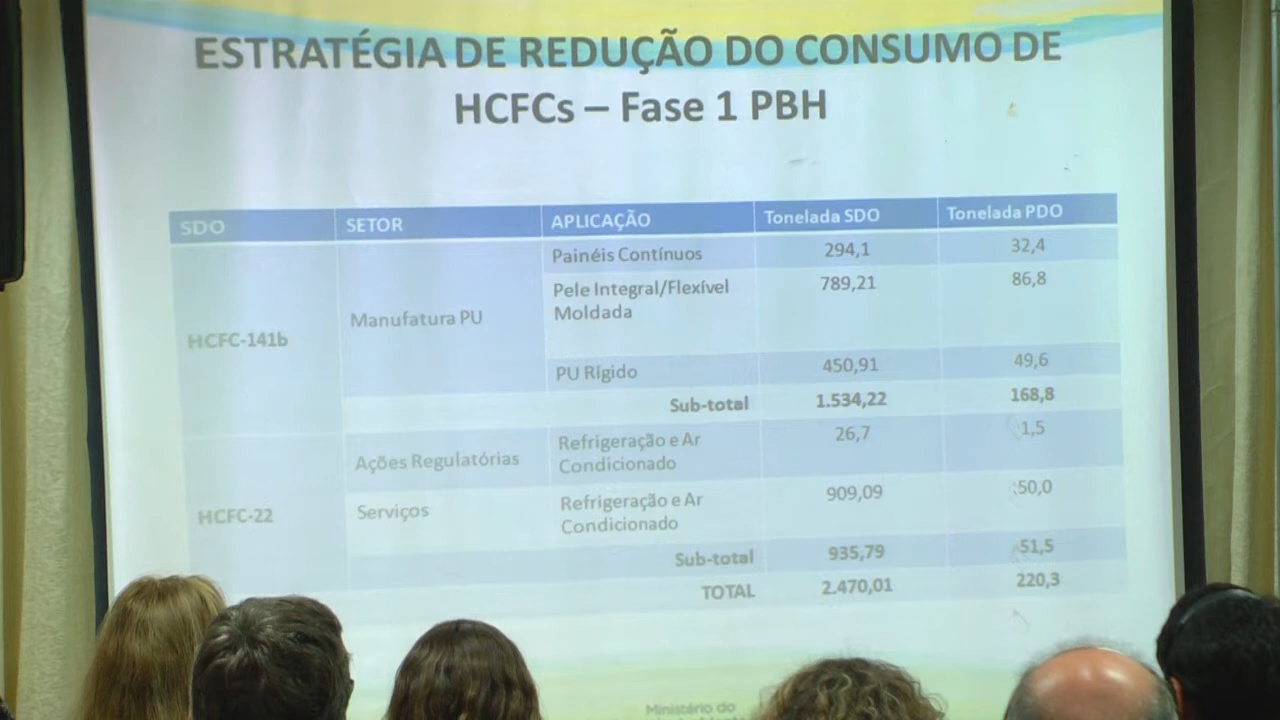 ESTRATÉGIA DE REDUÇÃO DO CONSUMO DE
HCFCs – Fase 1 PBH
SDO SETOR APLICAÇÃO Tonelada SDO Tonelada PDO
HCFC-141b
Manufatura PU
Painéis Contínuos 294,1 32,4
Pele Integral/Flexível 789,21 86,8
Moldada
PU Rígido 450,91 49,6
Sub-total 1.534,22 168,8
HCFC-22
Ações Regulatórias
Refrigeração e Ar 26,7 1,5
Condicionado
Serviços
Refrigeração e Ar 909,09 50,0
Condicionado
Sub-total 935,79 51,5
TOTAL 2.470,01 220,3
Ministério do